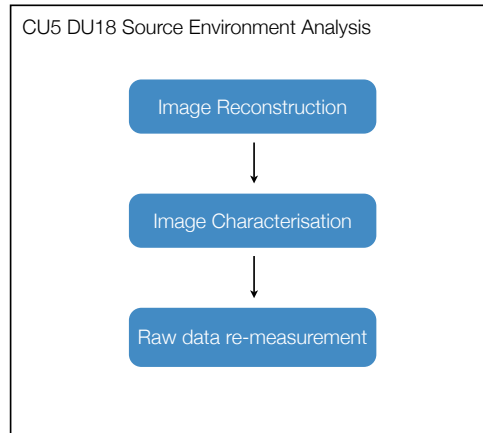 CU5 DU18 Source Environment Analysis
Image Reconstruction
Image Characterisation
Raw data re-measurement